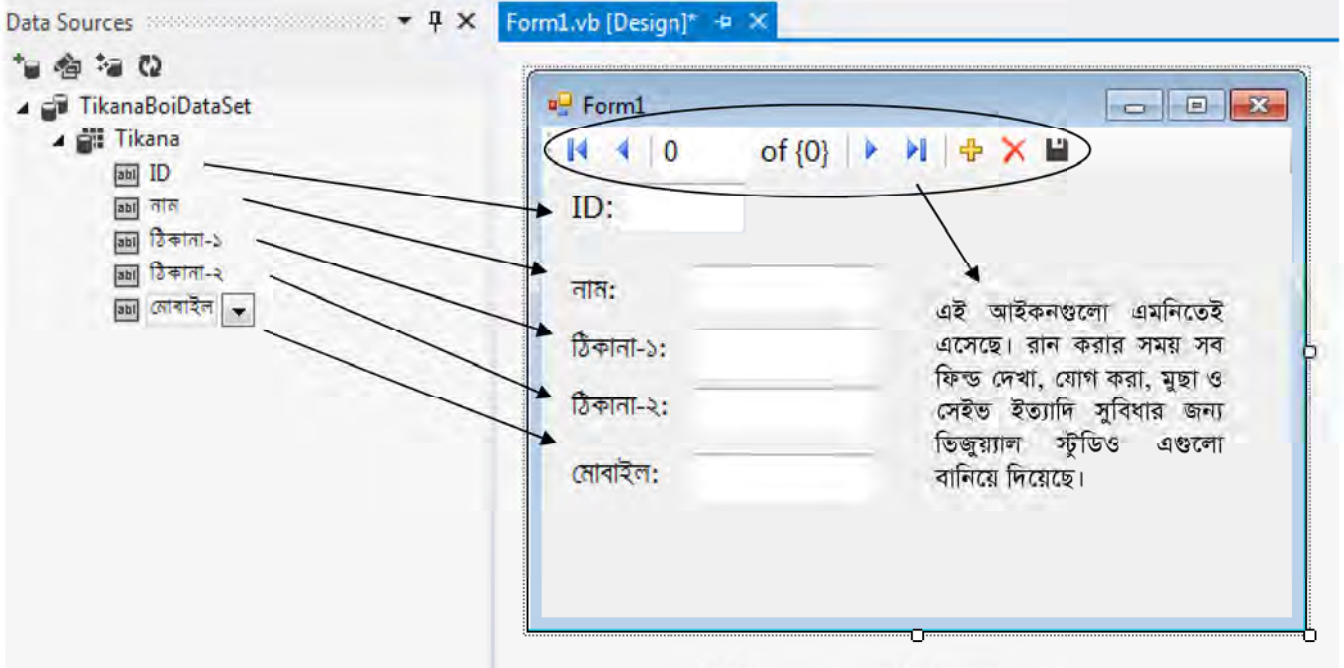 Data Sources
TikanaBoiDataSet
Tikana
ID
নাম
ঠিকানা-১
ঠিকানা-২
মোবাইল
Form1.vb [Design]*
Form1
0 of {0}
ID:
নাম:
ঠিকানা-১:
ঠিকানা-২:
মোবাইল:
এই আইকনগুলো এমনিতেই
এসেছে। রান করার সময় সব
ফিল্ড দেখা, যোগ করা, মুছা ও
সেইভ ইত্যাদি সুবিধার জন্য
ভিজুয়্যাল স্টুডিও এগুলো
বানিয়ে দিয়েছে।